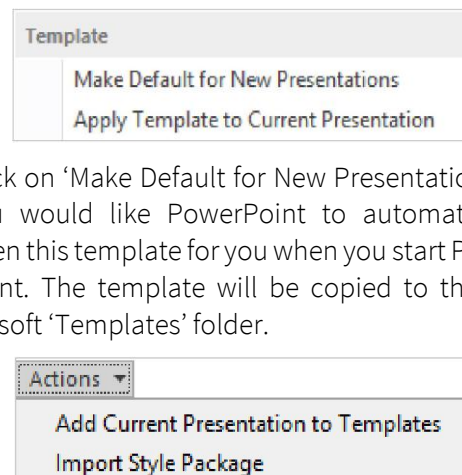 Template
Make Default for New Presentations
Apply Template to Current Presentation
ck on ‘Make Default for New Presentatio
u would like PowerPoint to automat
en this template for you when you start P
nt. The template will be copied to th
soft ‘Templates’ folder.
Actions
Add Current Presentation to Templates
Import Style Package